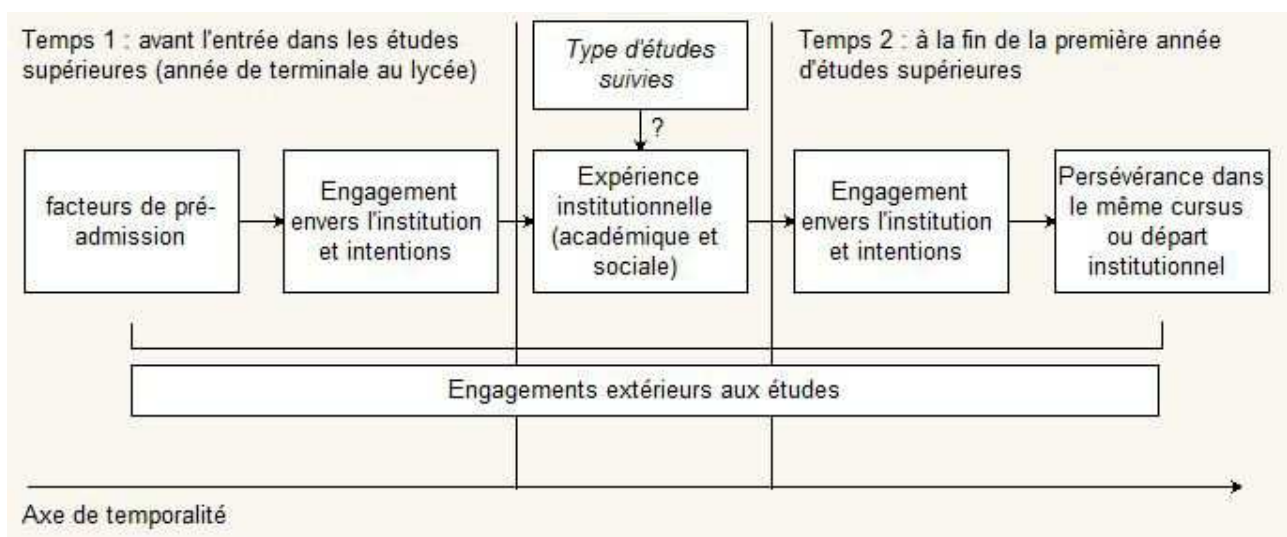 Temps 1 : avant l'entrée dans les études
supérieures (année de terminale au lycée)
Type d'études
suivies
Temps 2 : à la fin de la première année
d'études supérieures
?
facteurs de pré-
admission
Engagement
envers l'institution
et intentions
Expérience
institutionnelle
(académique et
sociale)
Engagement
envers l'institution
et intentions
Persévérance dans
le même cursus
ou départ
institutionnel
Engagements extérieurs aux études
Axe de temporalité